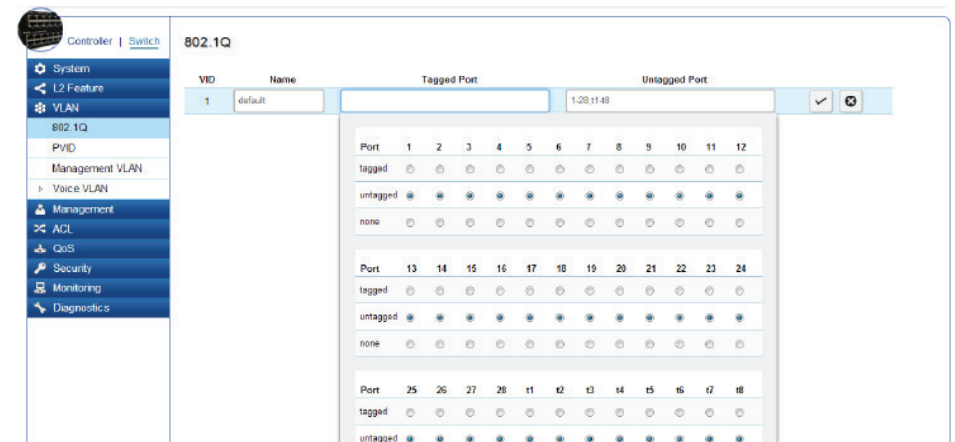 Controller | Switch
802.1Q
System
L2 Feature
VLAN
802.1Q
PVID
Management VLAN
Voice VLAN
Management
ACL
QoS
Security
Monitoring
Diagnostics
VID Name Tagged Port Untagged Port
1 default 1-28,t1-t8
Port 1 2 3 4 5 6 7 8 9 10 11 12
tagged
untagged
none
Port 13 14 15 16 17 18 19 20 21 22 23 24
tagged
untagged
none
Port 25 26 27 28 t1 t2 t3 t4 t5 t6 t7 t8
tagged
untagged